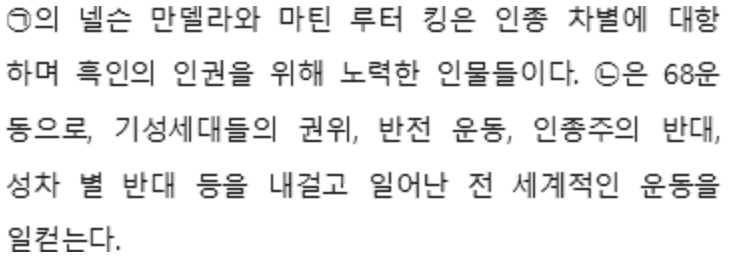 ㉠의 넬슨 만델라와 마틴 루터 킹은 인종 차별에 대항
하며 흑인의 인권을 위해 노력한 인물들이다. ㉡은 68운
동으로, 기성세대들의 권위, 반전 운동, 인종주의 반대,
성차 별 반대 등을 내걸고 일어난 전 세계적인 운동을
일컫는다.